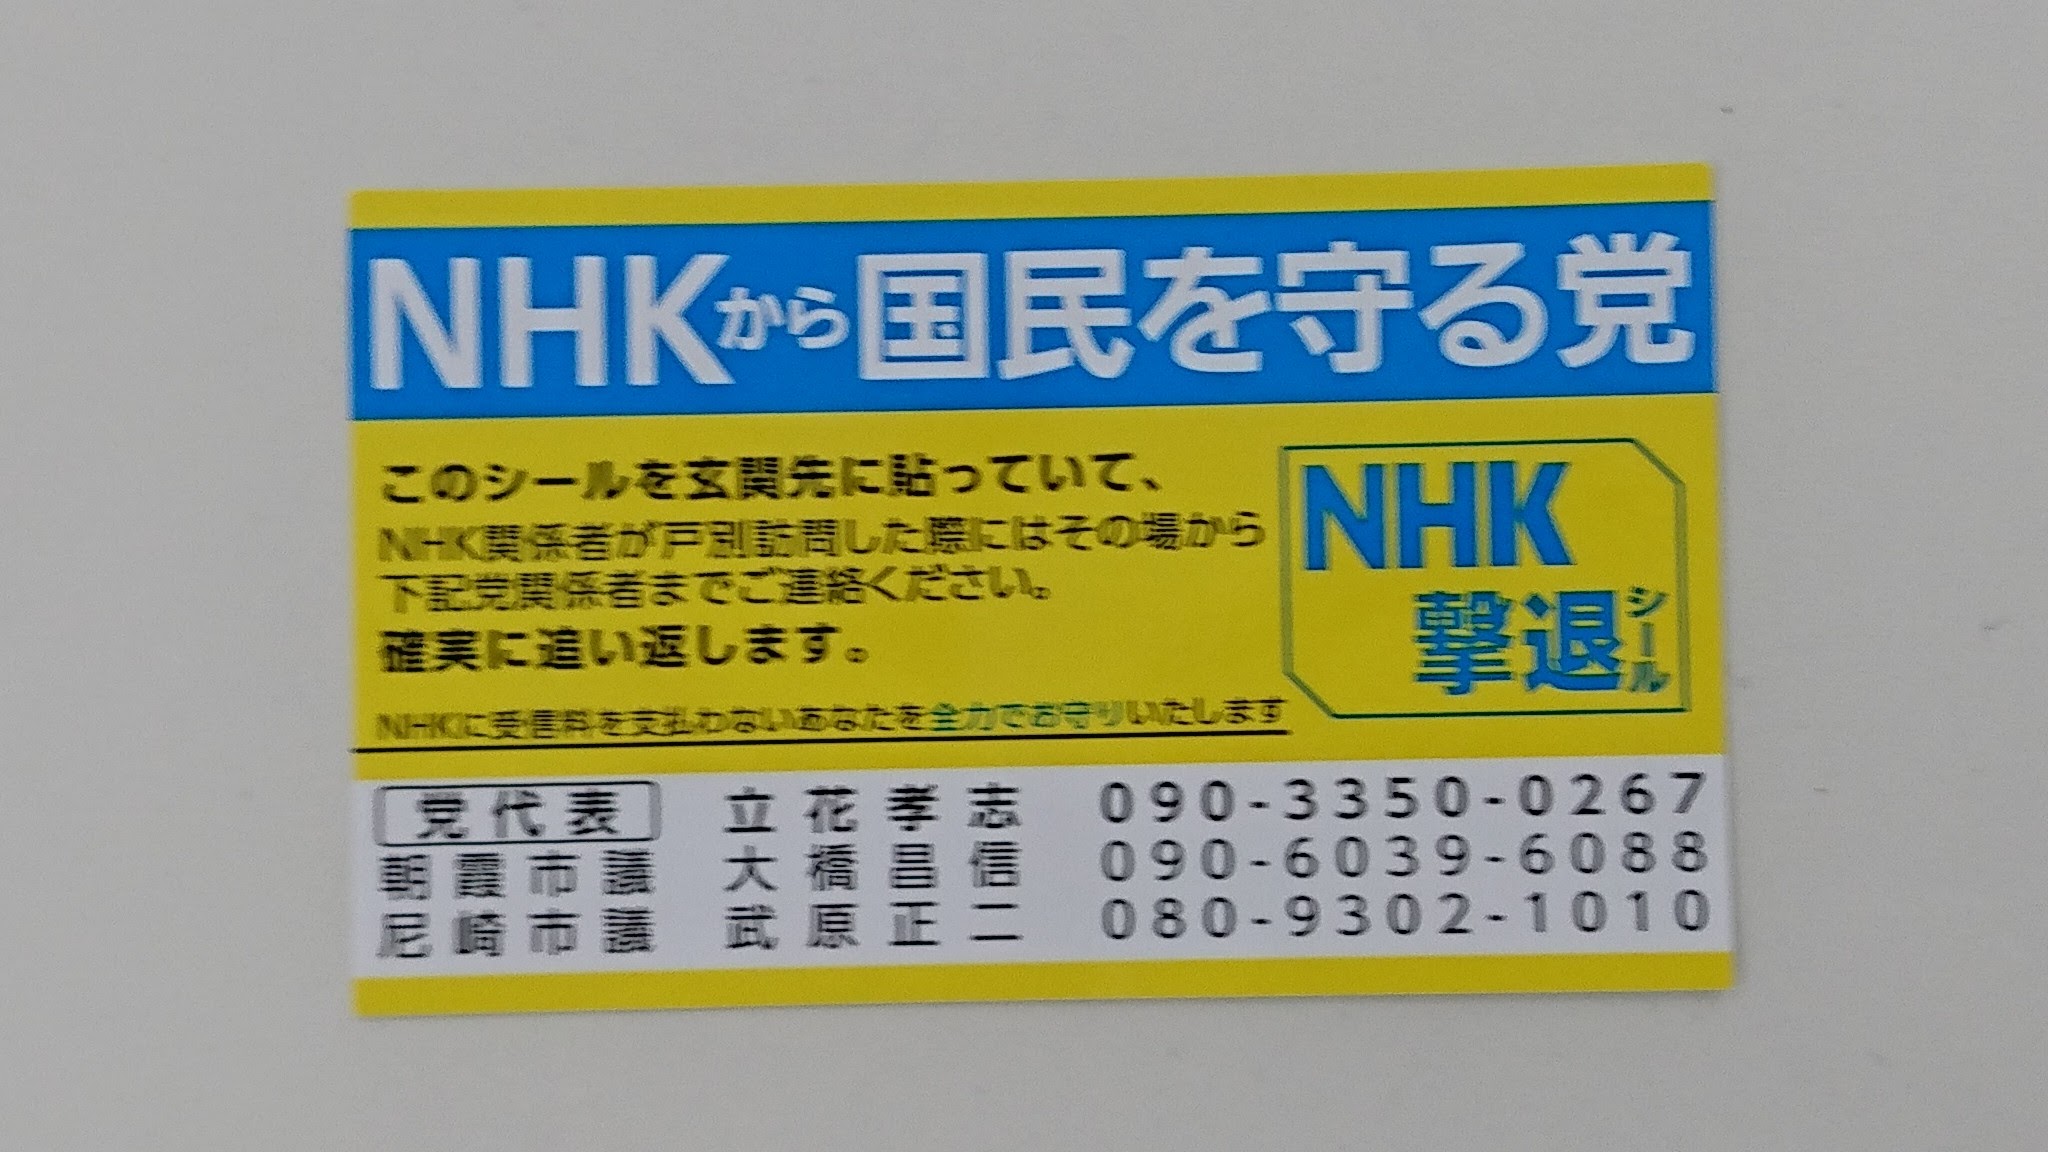 NHKから国民を守る党
このシールを玄関先に貼っていて、
NHK関係者が戸別訪問した際にはその場から
下記党関係者までご連絡ください。
確実に追い返します。
NHKに受信料を支払わないあなたを全力でお守りいたします
NHK
撃退シール
党代表 立花孝志 090-3350-0267
朝霞市議 大橋昌信 090-6039-6088
尼崎市議 武原正二 080-9302-1010